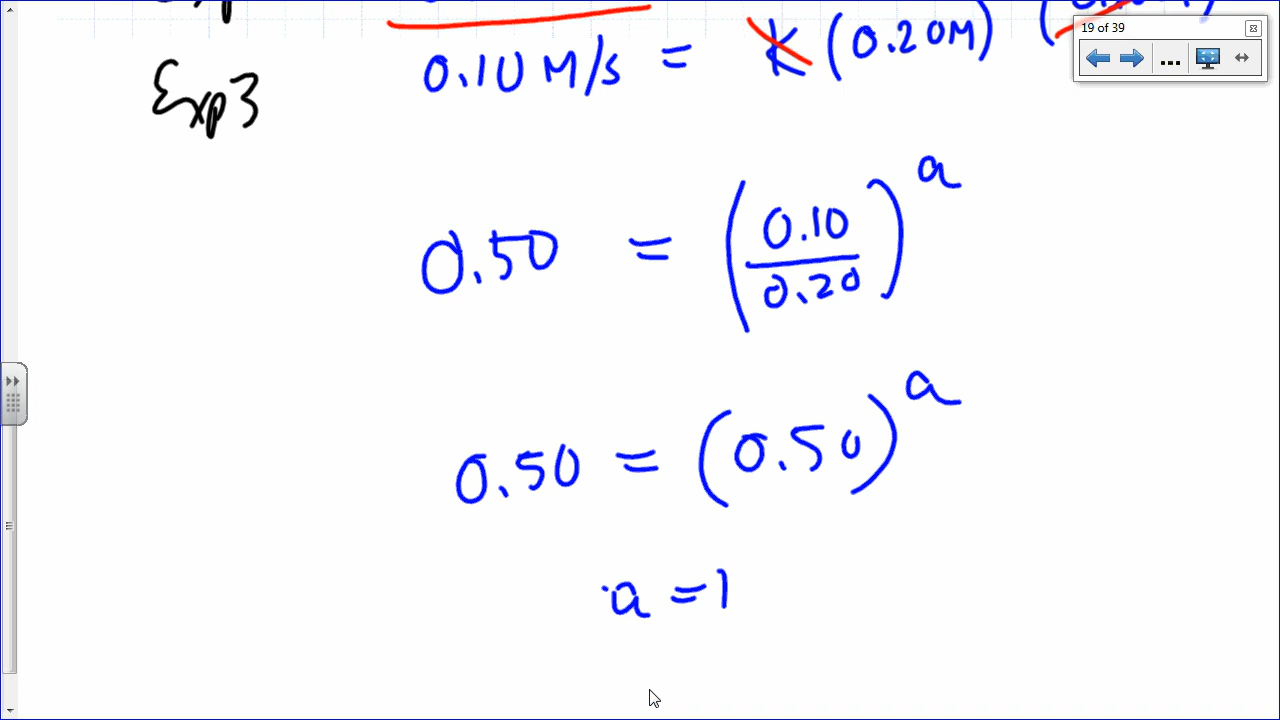 19 of 39
0.10 M/s = k (0.20M)
Exp3
0.50 = (0.10/0.20)^a
0.50 = (0.50)^a
a = 1